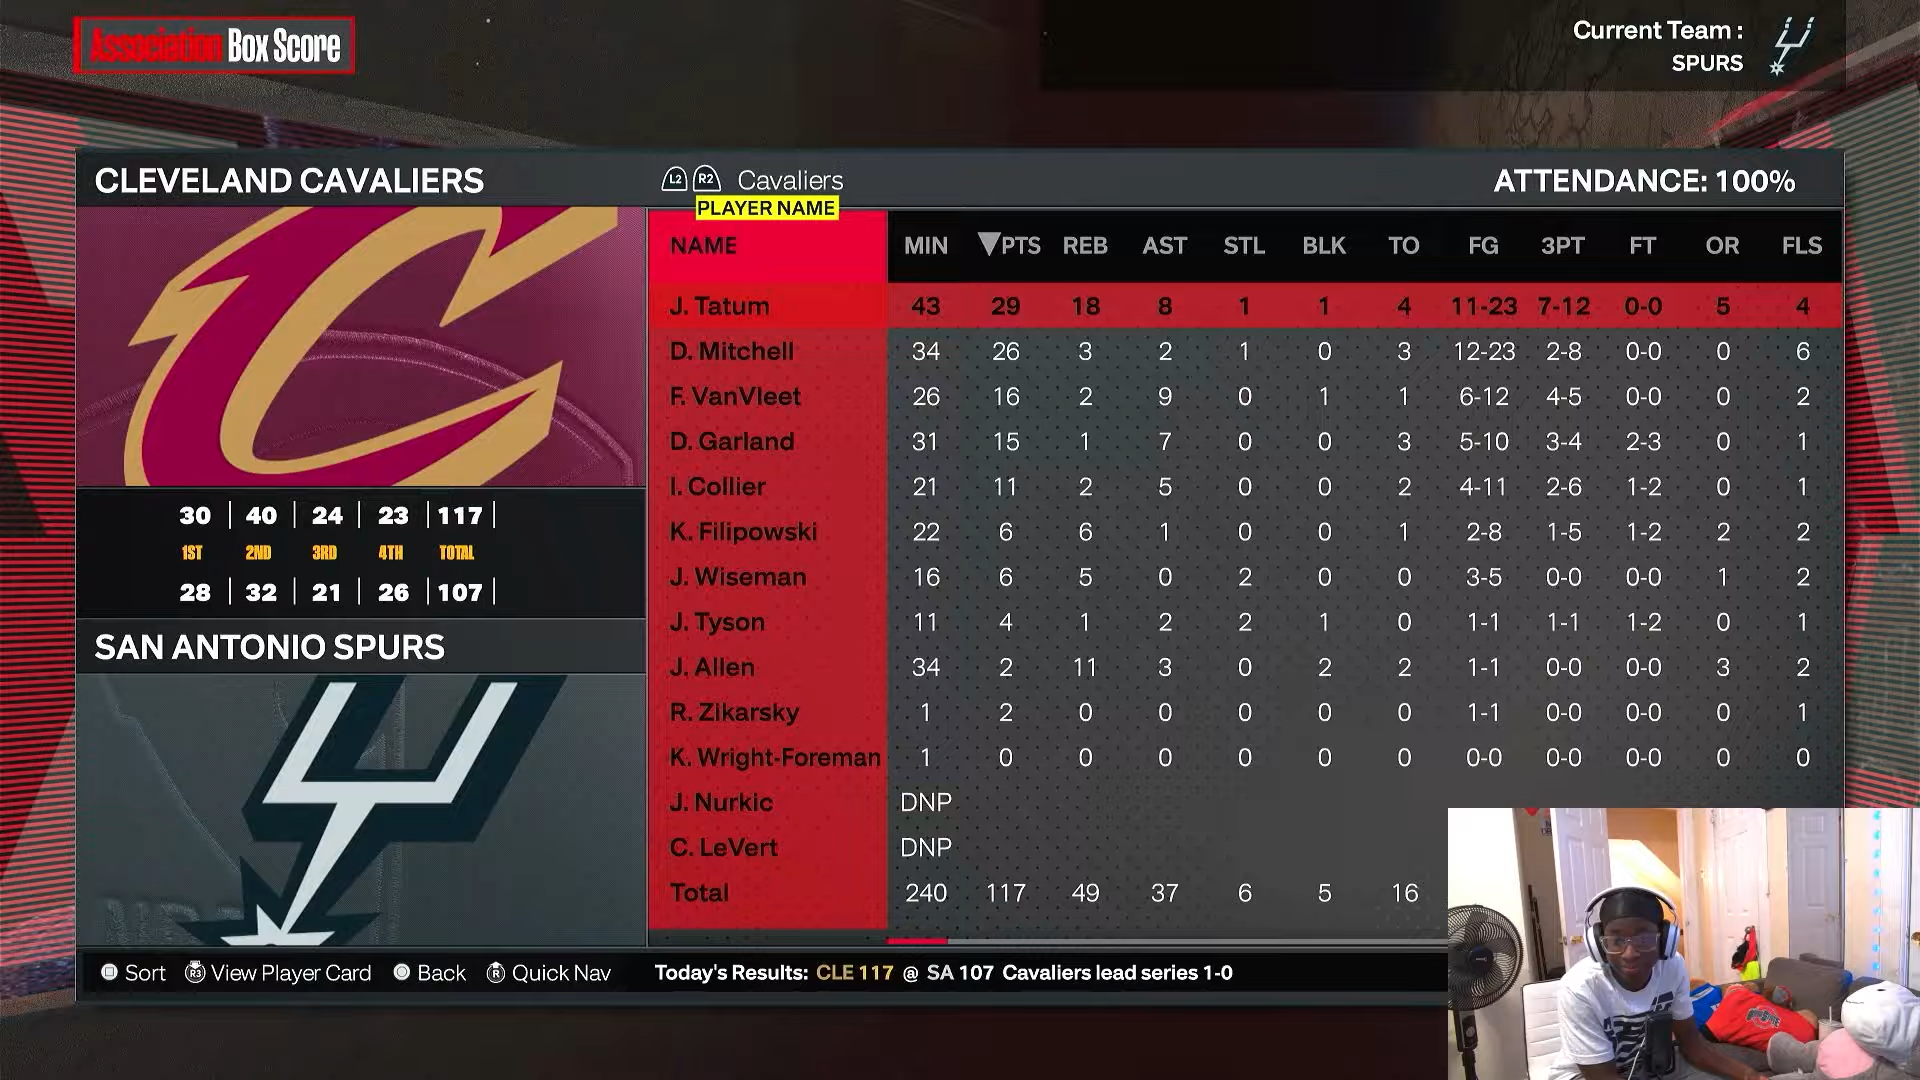 Association Box Score
Current Team :
SPURS
CLEVELAND CAVALIERS
L2 R2 Cavaliers
ATTENDANCE: 100%
PLAYER NAME
NAME MIN PTS REB AST STL BLK TO FG 3PT FT OR FLS
J. Tatum 43 29 18 8 1 1 4 11-23 7-12 0-0 5 4
D. Mitchell 34 26 3 2 1 0 3 12-23 2-8 0-0 0 6
F. VanVleet 26 16 2 9 0 1 1 6-12 4-5 0-0 0 2
D. Garland 31 15 1 7 0 0 3 5-10 3-4 2-3 0 1
I. Collier 21 11 2 5 0 0 2 4-11 2-6 1-2 0 1
K. Filipowski 22 6 6 1 0 0 1 2-8 1-5 1-2 2 2
J. Wiseman 16 6 5 0 2 0 0 3-5 0-0 0-0 1 2
J. Tyson 11 4 1 2 2 1 0 1-1 1-1 1-2 0 1
J. Allen 34 2 11 3 0 2 2 1-1 0-0 0-0 3 2
R. Zikarsky 1 2 0 0 0 0 0 1-1 0-0 0-0 0 1
K. Wright-Foreman 1 0 0 0 0 0 0 0-0 0-0 0-0 0 0
J. Nurkic DNP
C. LeVert DNP
Total 240 117 49 37 6 5 16
30 40 24 23 117
1ST 2ND 3RD 4TH TOTAL
28 32 21 26 107
SAN ANTONIO SPURS
Sort R3 View Player Card Back R Quick Nav
Today's Results: CLE 117 @ SA 107 Cavaliers lead series 1-0